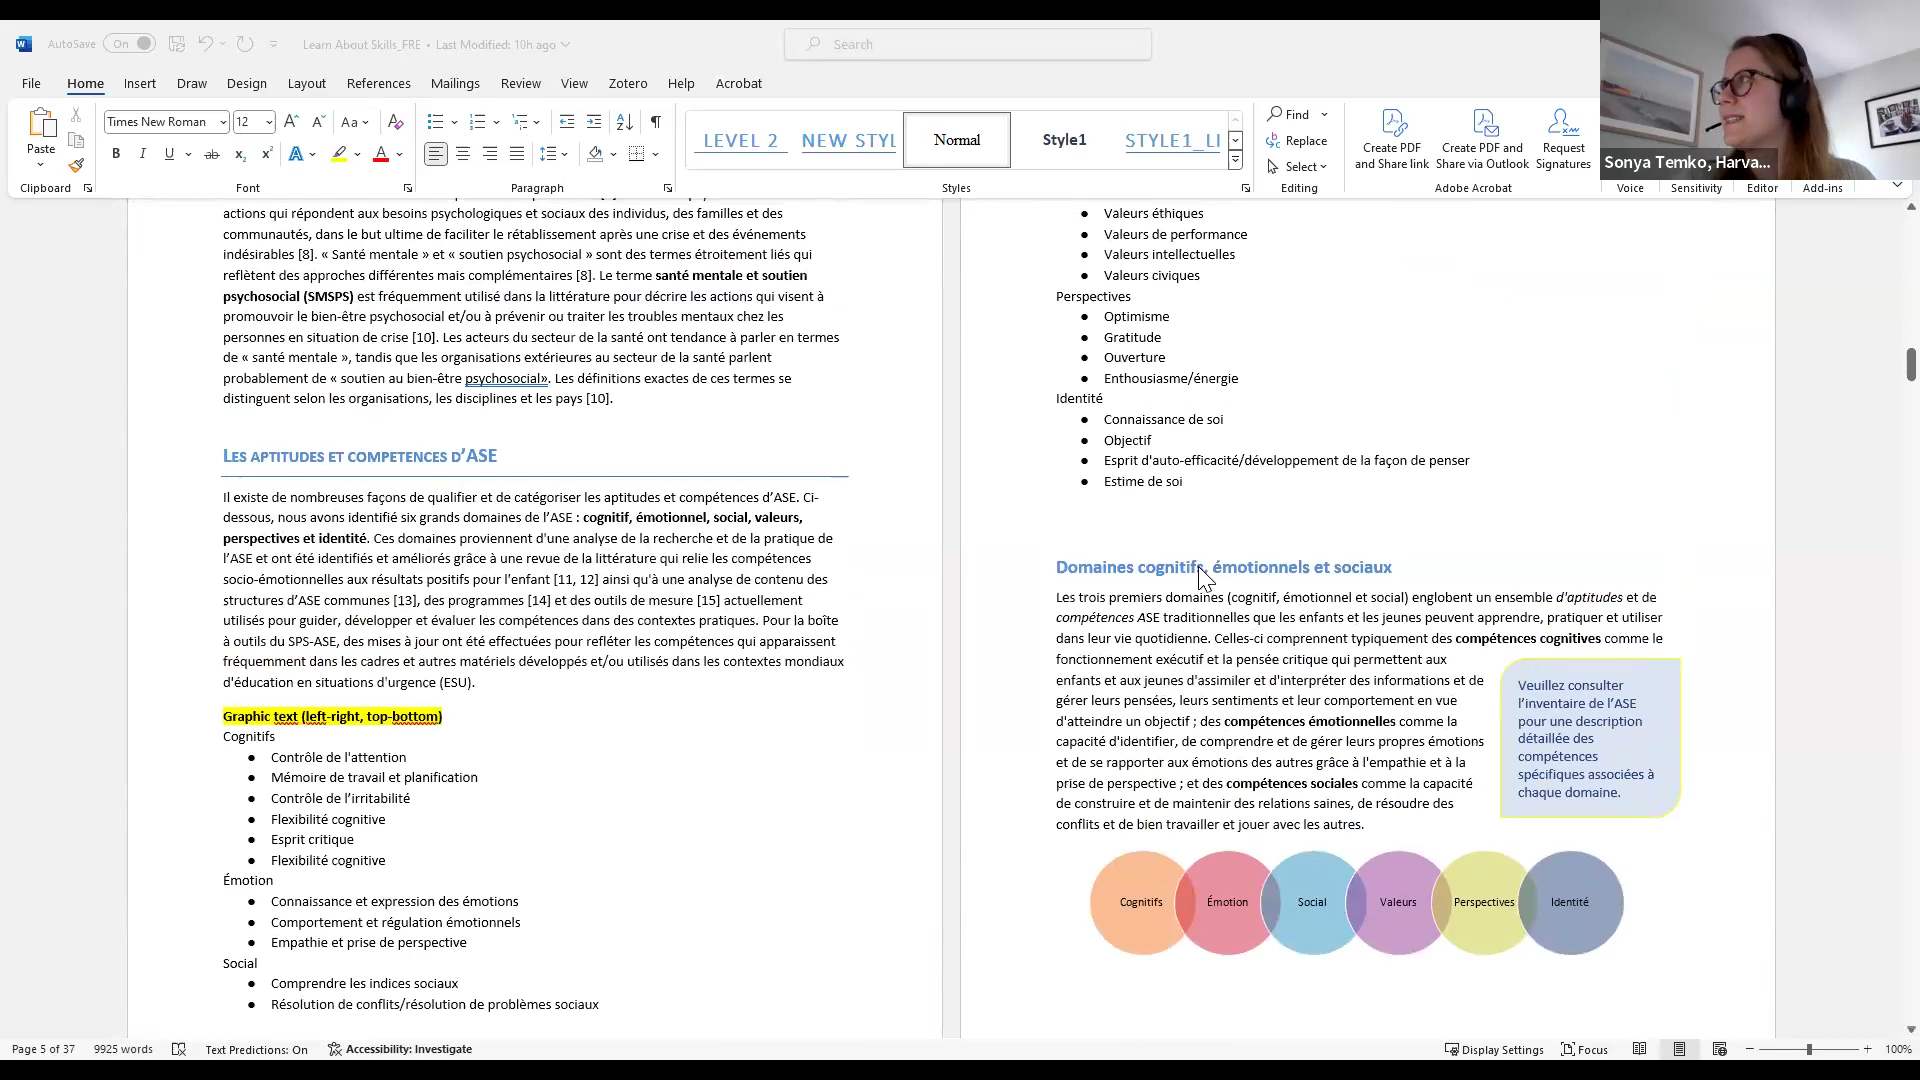 AutoSave On Learn About Skills_FRE • Last Modified: 10h ago Search
File Home Insert Draw Design Layout References Mailings Review View Zotero Help Acrobat
Paste
Times New Roman 12
LEVEL 2 NEW STYL Normal Style1 STYLE1_LI
Find
Replace
Select
Create PDF and Share link
Create PDF and Share via Outlook
Request Signatures
Sonya Temko, Harva...
Clipboard Font Paragraph Styles Editing Adobe Acrobat Voice Sensitivity Editor Add-ins
actions qui répondent aux besoins psychologiques et sociaux des individus, des familles et des
communautés, dans le but ultime de faciliter le rétablissement après une crise et des événements
indésirables [8]. « Santé mentale » et « soutien psychosocial » sont des termes étroitement liés qui
reflètent des approches différentes mais complémentaires [8]. Le terme santé mentale et soutien
psychosocial (SMSPS) est fréquemment utilisé dans la littérature pour décrire les actions qui visent à
promouvoir le bien-être psychosocial et/ou à prévenir ou traiter les troubles mentaux chez les
personnes en situation de crise [10]. Les acteurs du secteur de la santé ont tendance à parler en termes
de « santé mentale », tandis que les organisations extérieures au secteur de la santé parlent
probablement de « soutien au bien-être psychosocial». Les définitions exactes de ces termes se
distinguent selon les organisations, les disciplines et les pays [10].
LES APTITUDES ET COMPETENCES D'ASE
Il existe de nombreuses façons de qualifier et de catégoriser les aptitudes et compétences d'ASE. Ci-
dessous, nous avons identifié six grands domaines de l'ASE : cognitif, émotionnel, social, valeurs,
perspectives et identité. Ces domaines proviennent d'une analyse de la recherche et de la pratique de
l'ASE et ont été identifiés et améliorés grâce à une revue de la littérature qui relie les compétences
socio-émotionnelles aux résultats positifs pour l'enfant [11, 12] ainsi qu'à une analyse de contenu des
structures d'ASE communes [13], des programmes [14] et des outils de mesure [15] actuellement
utilisés pour guider, développer et évaluer les compétences dans des contextes pratiques. Pour la boîte
à outils du SPS-ASE, des mises à jour ont été effectuées pour refléter les compétences qui apparaissent
fréquemment dans les cadres et autres matériels développés et/ou utilisés dans les contextes mondiaux
d'éducation en situations d'urgence (ESU).
Graphic text (left-right, top-bottom)
Cognitifs
● Contrôle de l'attention
● Mémoire de travail et planification
● Contrôle de l'irritabilité
● Flexibilité cognitive
● Esprit critique
● Flexibilité cognitive
Émotion
● Connaissance et expression des émotions
● Comportement et régulation émotionnels
● Empathie et prise de perspective
Social
● Comprendre les indices sociaux
● Résolution de conflits/résolution de problèmes sociaux
● Valeurs éthiques
● Valeurs de performance
● Valeurs intellectuelles
● Valeurs civiques
Perspectives
● Optimisme
● Gratitude
● Ouverture
● Enthousiasme/énergie
Identité
● Connaissance de soi
● Objectif
● Esprit d'auto-efficacité/développement de la façon de penser
● Estime de soi
Domaines cognitifs, émotionnels et sociaux
Les trois premiers domaines (cognitif, émotionnel et social) englobent un ensemble d'aptitudes et de
compétences ASE traditionnelles que les enfants et les jeunes peuvent apprendre, pratiquer et utiliser
dans leur vie quotidienne. Celles-ci comprennent typiquement des compétences cognitives comme le
fonctionnement exécutif et la pensée critique qui permettent aux
enfants et aux jeunes d'assimiler et d'interpréter des informations et de
gérer leurs pensées, leurs sentiments et leur comportement en vue
d'atteindre un objectif ; des compétences émotionnelles comme la
capacité d'identifier, de comprendre et de gérer leurs propres émotions
et de se rapporter aux émotions des autres grâce à l'empathie et à la
prise de perspective ; et des compétences sociales comme la capacité
de construire et de maintenir des relations saines, de résoudre des
conflits et de bien travailler et jouer avec les autres.
Veuillez consulter
l'inventaire de l'ASE
pour une description
détaillée des
compétences
spécifiques associées à
chaque domaine.
Cognitifs Émotion Social Valeurs Perspectives Identité
Page 5 of 37 9925 words Text Predictions: On Accessibility: Investigate Display Settings Focus 100%